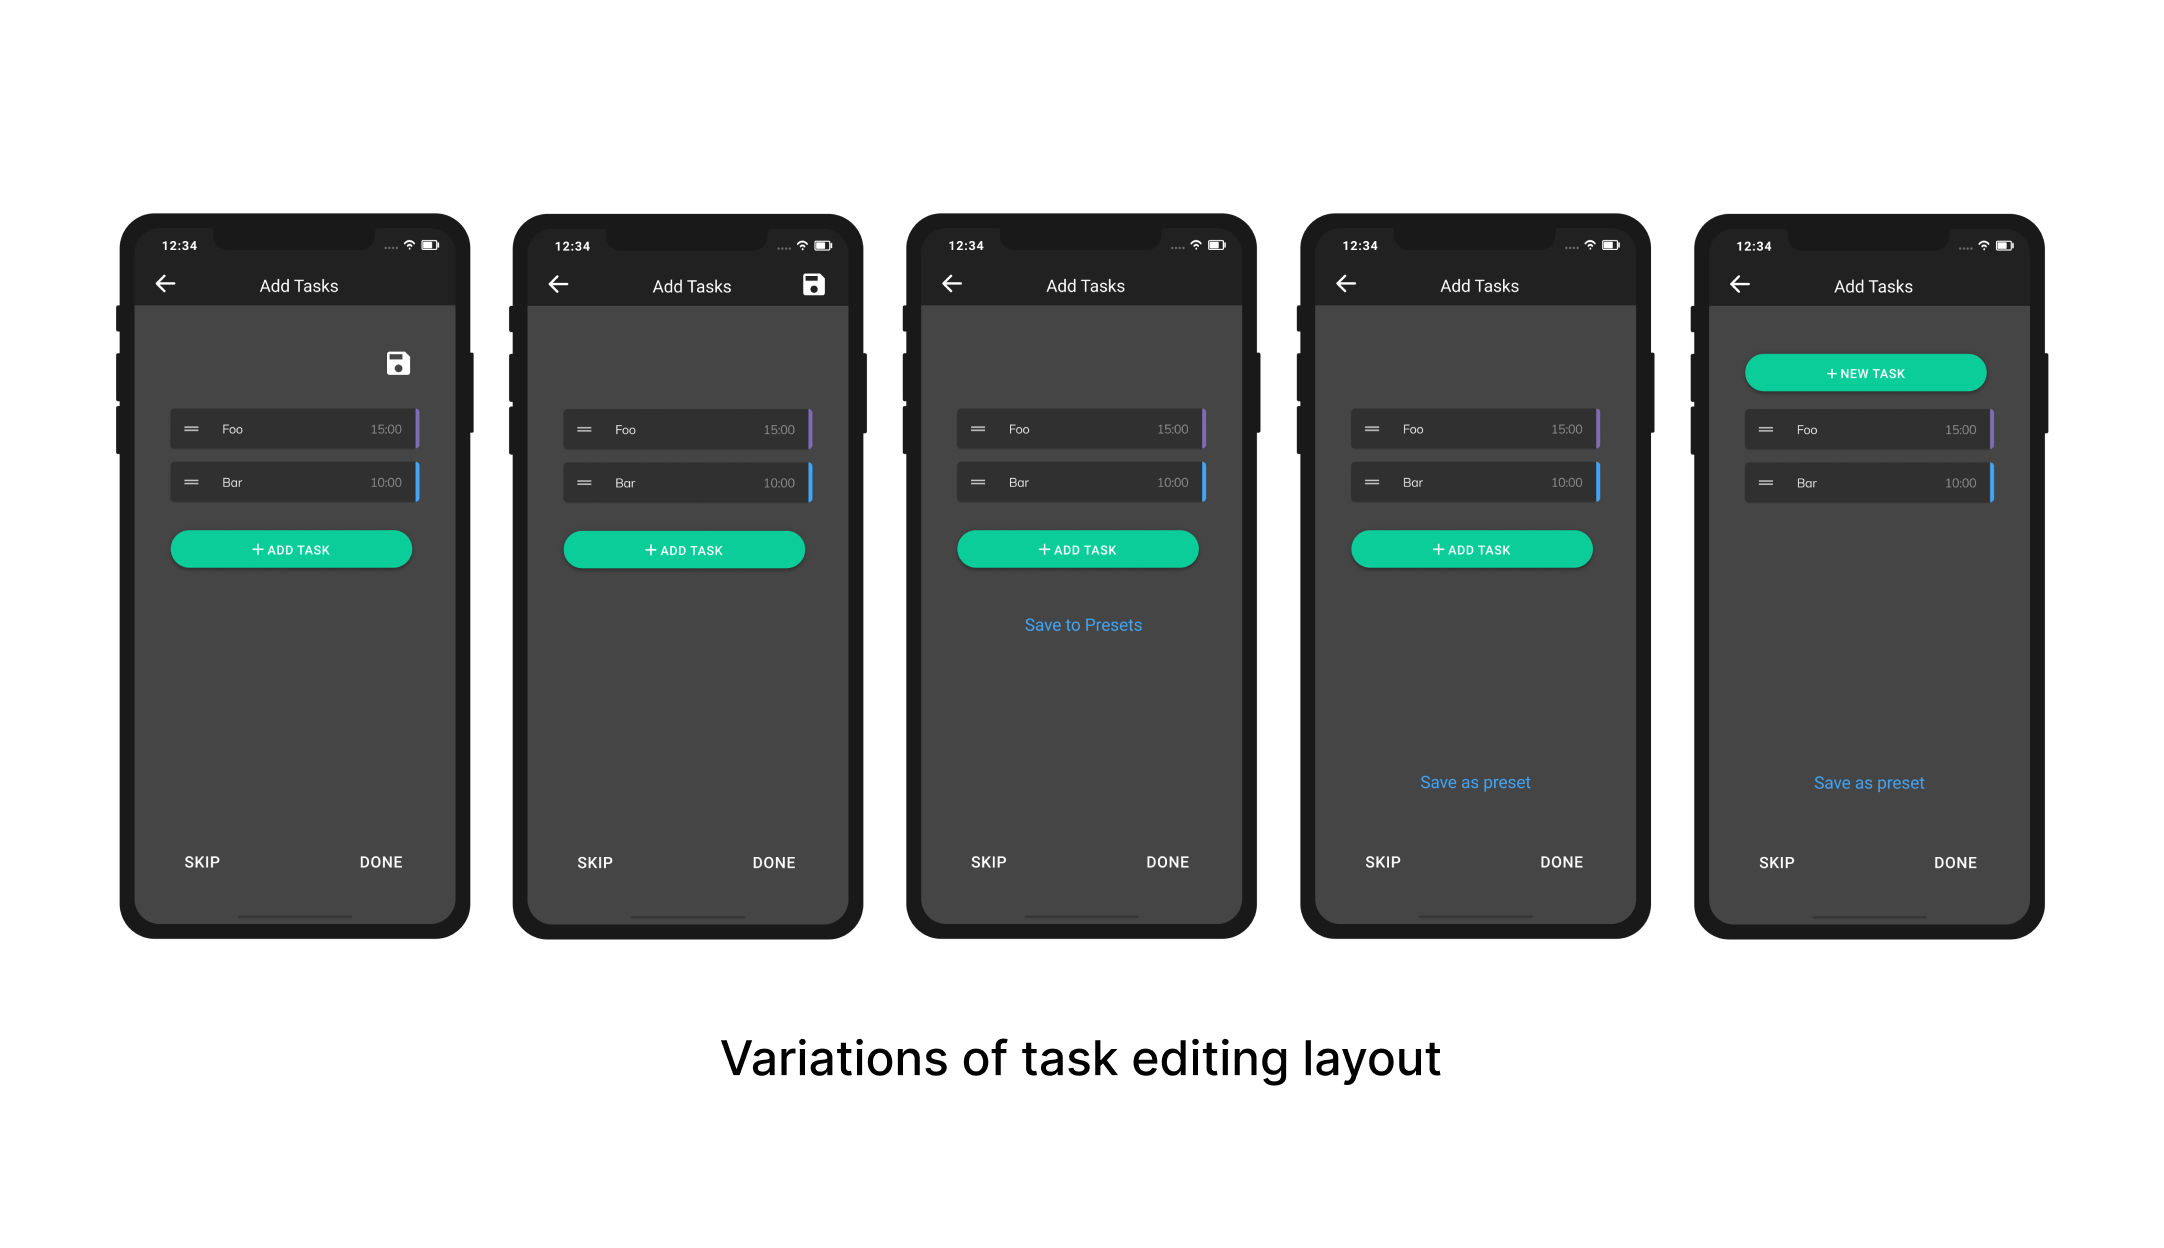 12:34
Add Tasks
Foo 15:00
Bar 10:00
+ ADD TASK
SKIP DONE
12:34
Add Tasks
Foo 15:00
Bar 10:00
+ ADD TASK
SKIP DONE
12:34
Add Tasks
Foo 15:00
Bar 10:00
+ ADD TASK
Save to Presets
SKIP DONE
12:34
Add Tasks
Foo 15:00
Bar 10:00
+ ADD TASK
Save as preset
SKIP DONE
12:34
Add Tasks
+ NEW TASK
Foo 15:00
Bar 10:00
Save as preset
SKIP DONE
Variations of task editing layout